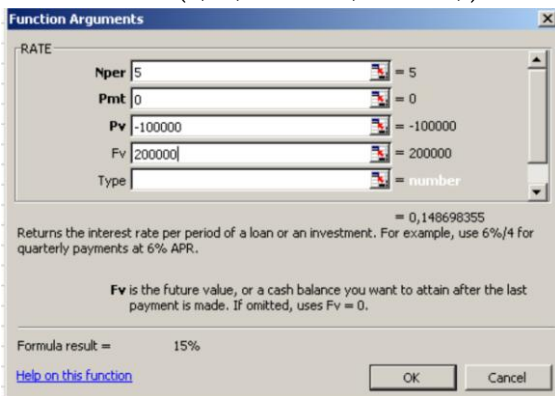 Function Arguments
RATE
Nper 5 = 5
Pmt 0 = 0
Pv -100000 = -100000
Fv 200000 = 200000
Type = number
= 0,148698355
Returns the interest rate per period of a loan or an investment. For example, use 6%/4 for
quarterly payments at 6% APR.
Fv is the future value, or a cash balance you want to attain after the last
payment is made. If omitted, uses Fv = 0.
Formula result = 15%
Help on this function OK Cancel